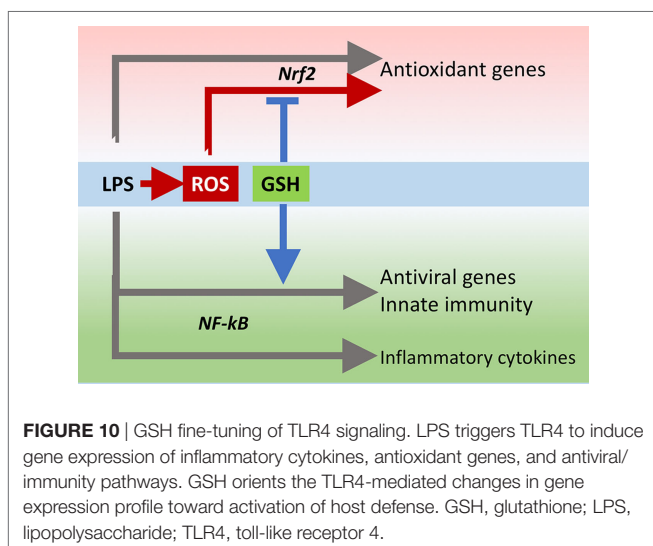 Nrf2
Antioxidant genes
LPS
ROS
GSH
Antiviral genes
Innate immunity
NF-kB
Inflammatory cytokines
FIGURE 10 | GSH fine-tuning of TLR4 signaling. LPS triggers TLR4 to induce
gene expression of inflammatory cytokines, antioxidant genes, and antiviral/
immunity pathways. GSH orients the TLR4-mediated changes in gene
expression profile toward activation of host defense. GSH, glutathione; LPS,
lipopolysaccharide; TLR4, toll-like receptor 4.